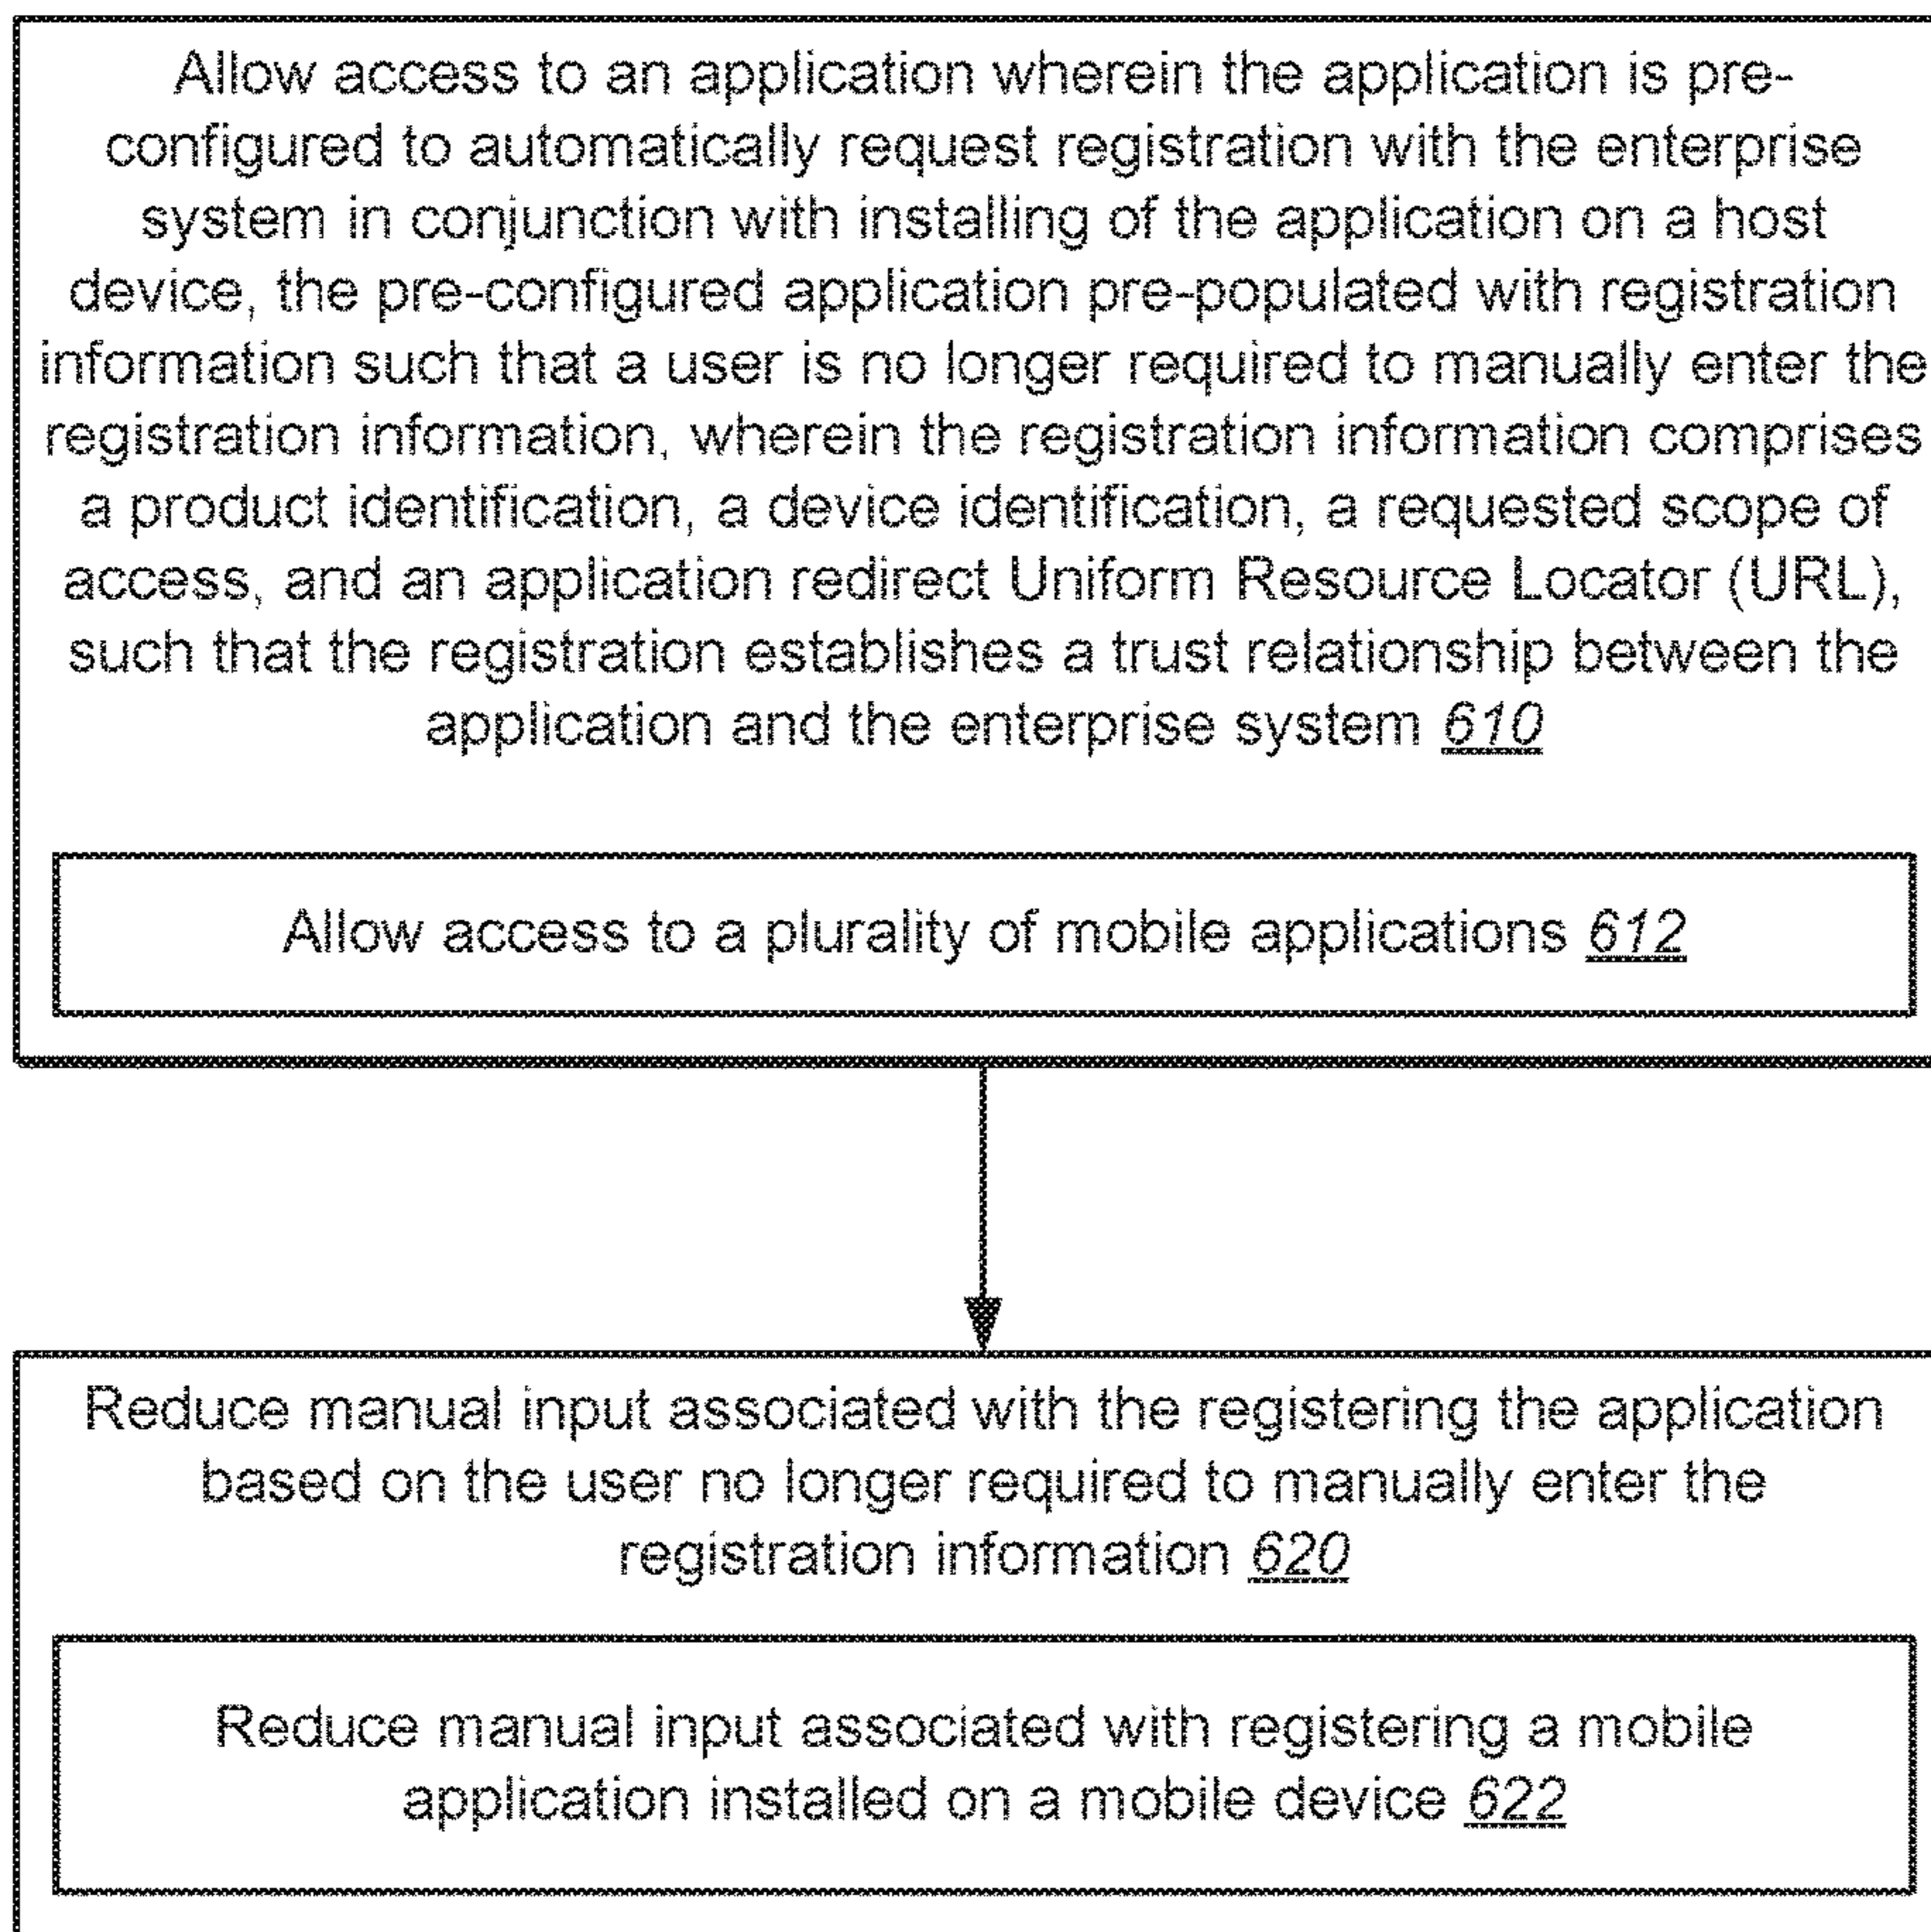 Allow access to an application wherein the application is pre-
configured to automatically request registration with the enterprise
system in conjunction with installing of the application on a host
device, the pre-configured application pre-populated with registration
information such that a user is no longer required to manually enter the
registration information, wherein the registration information comprises
a product identification, a device identification, a requested scope of
access, and an application redirect Uniform Resource Locator (URL),
such that the registration establishes a trust relationship between the
application and the enterprise system 610
Allow access to a plurality of mobile applications 612
Reduce manual input associated with the registering the application
based on the user no longer required to manually enter the
registration information 620
Reduce manual input associated with registering a mobile
application installed on a mobile device 622